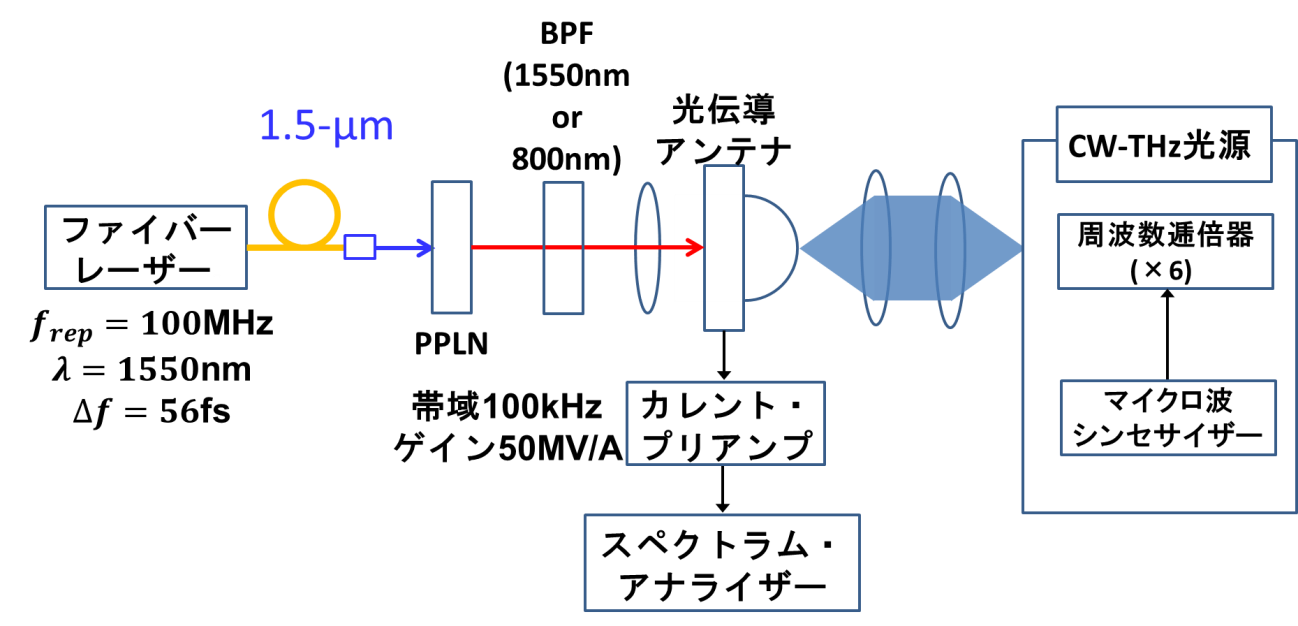 BPF
(1550nm
or
800nm)
1.5-μm
光伝導
アンテナ
CW-THz光源
ファイバー
レーザー
周波数逓倍器
(×6)
f_rep = 100MHz
λ = 1550nm
Δf = 56fs
PPLN
帯域100kHz
ゲイン50MV/A
カレント・
プリアンプ
マイクロ波
シンセサイザー
スペクトラム・
アナライザー